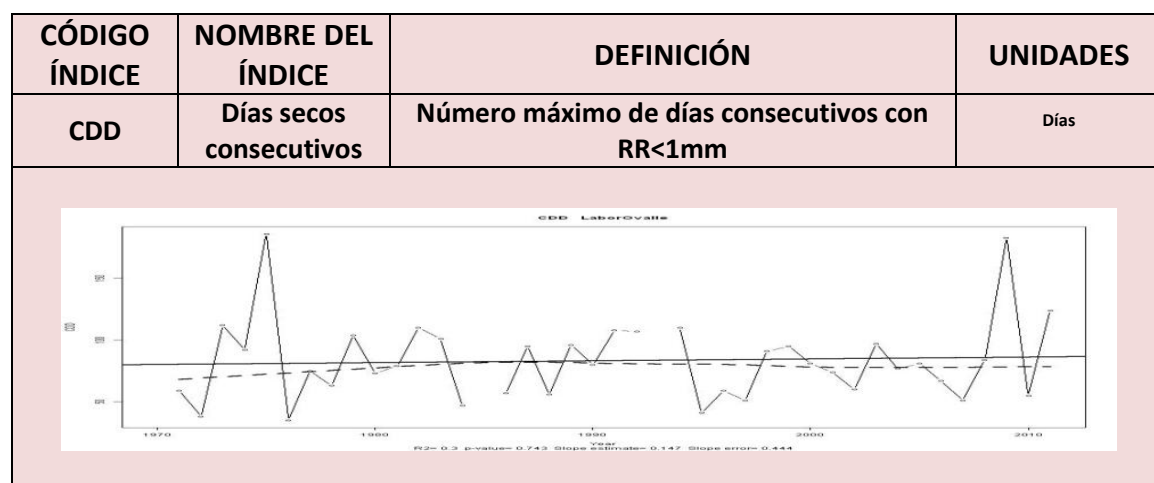 CÓDIGO
ÍNDICE
NOMBRE DEL
ÍNDICE
DEFINICIÓN
UNIDADES
CDD
Días secos
consecutivos
Número máximo de días consecutivos con
RR<1mm
Días
CDD LaborOvalle
CDD
1970 1980 1990 2000 2010
Year
R2= 0.3 p-value= 0.743 Slope estimate= 0.147 Slope error= 0.444